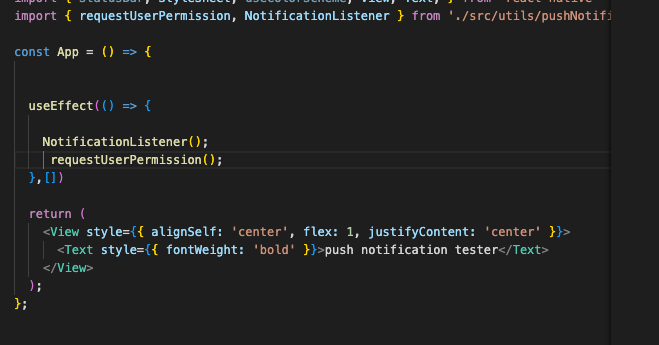 import { StatusBar, StyleSheet, useColorScheme, View, Text, } from 'react-native'
import { requestUserPermission, NotificationListener } from './src/utils/pushNotifi
const App = () => {
useEffect(() => {
NotificationListener();
requestUserPermission();
},[])
return (
<View style={{ alignSelf: 'center', flex: 1, justifyContent: 'center' }}>
<Text style={{ fontWeight: 'bold' }}>push notification tester</Text>
</View>
);
};